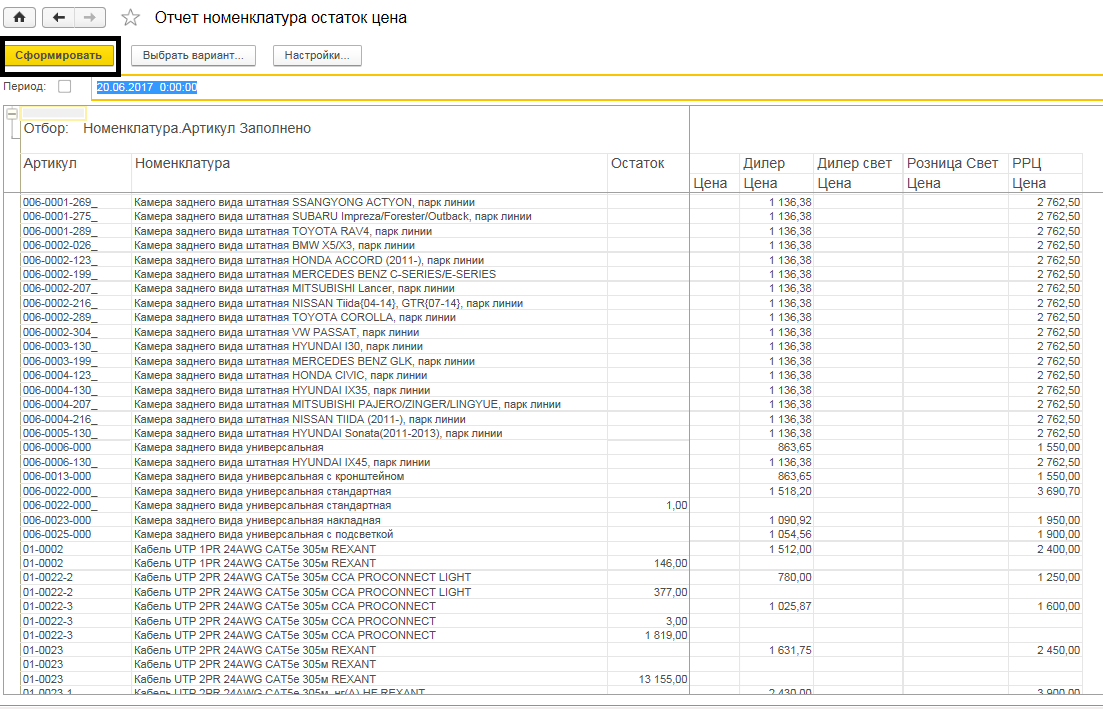 Отчет номенклатура остаток цена
Сформировать Выбрать вариант... Настройки...
Период: 20.06.2017 0:00:00
Отбор: Номенклатура.Артикул Заполнено
Артикул Номенклатура Остаток Дилер Дилер свет Розница Свет РРЦ
Цена Цена Цена Цена Цена
006-0001-269_ Камера заднего вида штатная SSANGYONG ACTYON, парк линии 1 136,38 2 762,50
006-0001-275_ Камера заднего вида штатная SUBARU Impreza/Forester/Outback, парк линии 1 136,38 2 762,50
006-0001-289_ Камера заднего вида штатная TOYOTA RAV4, парк линии 1 136,38 2 762,50
006-0002-026_ Камера заднего вида штатная BMW X5/X3, парк линии 1 136,38 2 762,50
006-0002-123_ Камера заднего вида штатная HONDA ACCORD (2011-), парк линии 1 136,38 2 762,50
006-0002-199_ Камера заднего вида штатная MERCEDES BENZ C-SERIES/E-SERIES 1 136,38 2 762,50
006-0002-207_ Камера заднего вида штатная MITSUBISHI Lancer, парк линии 1 136,38 2 762,50
006-0002-216_ Камера заднего вида штатная NISSAN Tiida{04-14}, GTR{07-14}, парк линии 1 136,38 2 762,50
006-0002-289_ Камера заднего вида штатная TOYOTA COROLLA, парк линии 1 136,38 2 762,50
006-0002-304_ Камера заднего вида штатная VW PASSAT, парк линии 1 136,38 2 762,50
006-0003-130_ Камера заднего вида штатная HYUNDAI I30, парк линии 1 136,38 2 762,50
006-0003-199_ Камера заднего вида штатная MERCEDES BENZ GLK, парк линии 1 136,38 2 762,50
006-0004-123_ Камера заднего вида штатная HONDA CIVIC, парк линии 1 136,38 2 762,50
006-0004-130_ Камера заднего вида штатная HYUNDAI IX35, парк линии 1 136,38 2 762,50
006-0004-207_ Камера заднего вида штатная MITSUBISHI PAJERO/ZINGER/LINGYUE, парк линии 1 136,38 2 762,50
006-0004-216_ Камера заднего вида штатная NISSAN TIIDA (2011-), парк линии 1 136,38 2 762,50
006-0005-130_ Камера заднего вида штатная HYUNDAI Sonata(2011-2013), парк линии 1 136,38 2 762,50
006-0006-000 Камера заднего вида универсальная 863,65 1 550,00
006-0006-130_ Камера заднего вида штатная HYUNDAI IX45, парк линии 1 136,38 2 762,50
006-0013-000 Камера заднего вида универсальная с кронштейном 863,65 1 550,00
006-0022-000_ Камера заднего вида универсальная стандартная 1 518,20 3 690,70
006-0022-000_ Камера заднего вида универсальная стандартная 1,00
006-0023-000 Камера заднего вида универсальная накладная 1 090,92 1 950,00
006-0025-000 Камера заднего вида универсальная с подсветкой 1 054,56 1 900,00
01-0002 Кабель UTP 1PR 24AWG CAT5e 305м REXANT 1 512,00 2 400,00
01-0002 Кабель UTP 1PR 24AWG CAT5e 305м REXANT 146,00
01-0022-2 Кабель UTP 2PR 24AWG CAT5e 305м CCA PROCONNECT LIGHT 780,00 1 250,00
01-0022-2 Кабель UTP 2PR 24AWG CAT5e 305м CCA PROCONNECT LIGHT 377,00
01-0022-3 Кабель UTP 2PR 24AWG CAT5e 305м CCA PROCONNECT 1 025,87 1 600,00
01-0022-3 Кабель UTP 2PR 24AWG CAT5e 305м CCA PROCONNECT 3,00
01-0022-3 Кабель UTP 2PR 24AWG CAT5e 305м CCA PROCONNECT 1 819,00
01-0023 Кабель UTP 2PR 24AWG CAT5e 305м REXANT 1 631,75 2 450,00
01-0023 Кабель UTP 2PR 24AWG CAT5e 305м REXANT
01-0023 Кабель UTP 2PR 24AWG CAT5e 305м REXANT 13 155,00
01-0023-1 Кабель UTP 2PR 24AWG CAT5e 305м, нг(А)-HF REXANT 2 430,00 3 900,00